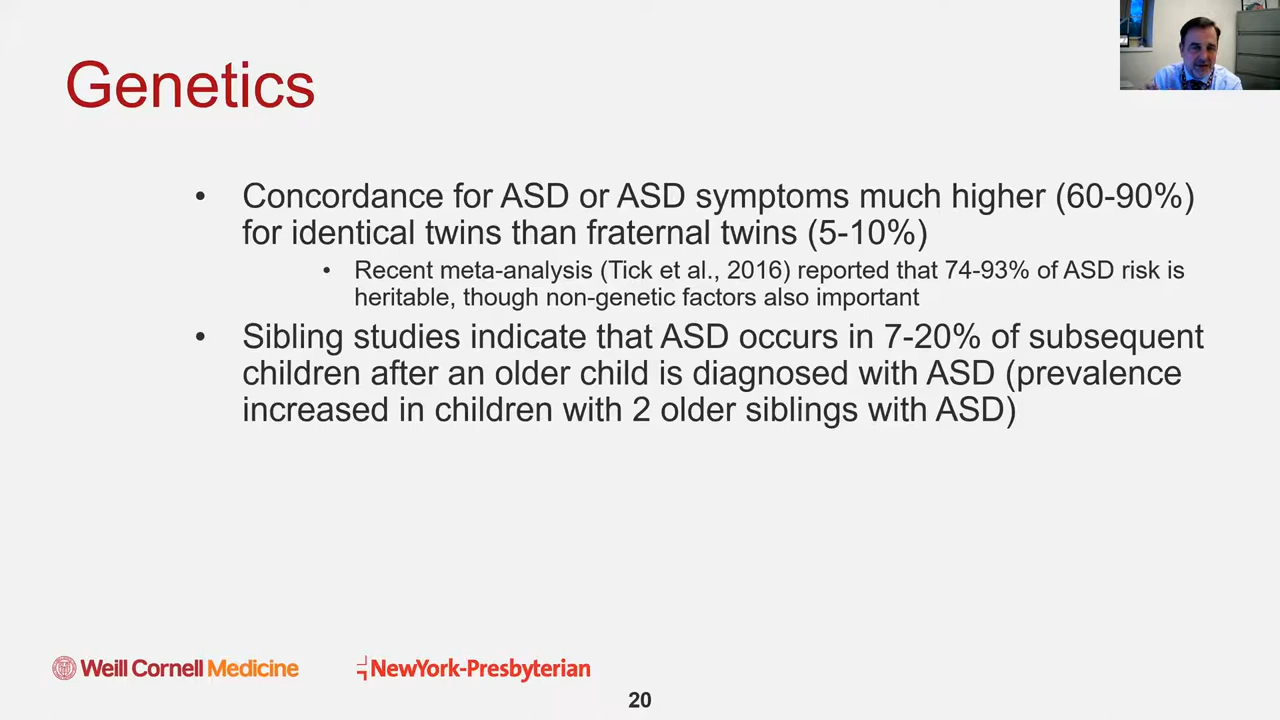 Genetics
• Concordance for ASD or ASD symptoms much higher (60-90%)
for identical twins than fraternal twins (5-10%)
• Recent meta-analysis (Tick et al., 2016) reported that 74-93% of ASD risk is
heritable, though non-genetic factors also important
• Sibling studies indicate that ASD occurs in 7-20% of subsequent
children after an older child is diagnosed with ASD (prevalence
increased in children with 2 older siblings with ASD)
Weill Cornell Medicine
NewYork-Presbyterian
20